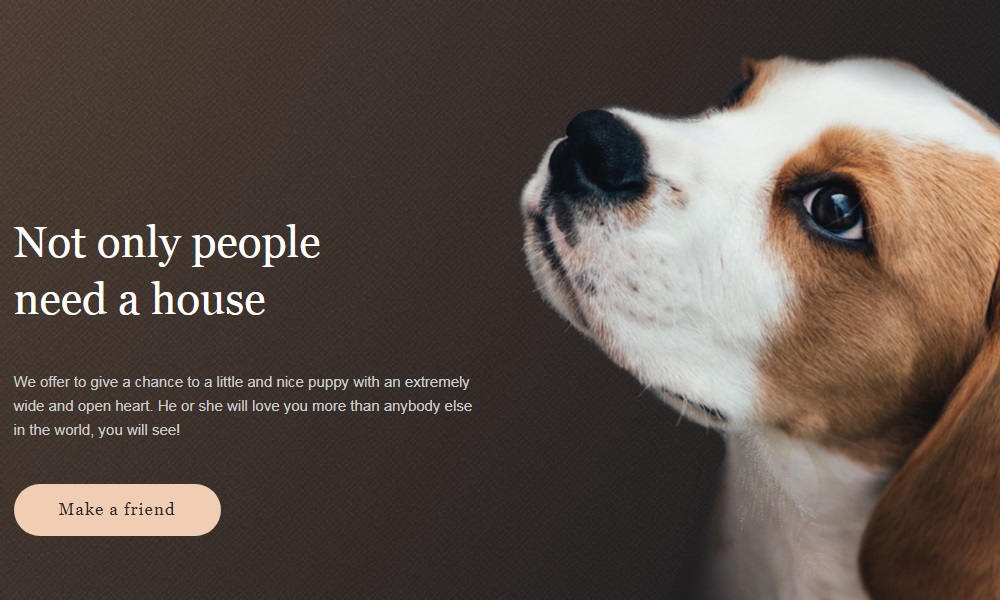 Not only people
need a house
We offer to give a chance to a little and nice puppy with an extremely
wide and open heart. He or she will love you more than anybody else
in the world, you will see!
Make a friend